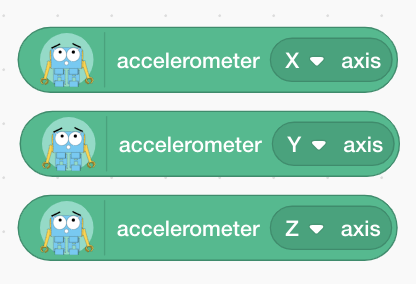 accelerometer X axis
accelerometer Y axis
accelerometer Z axis